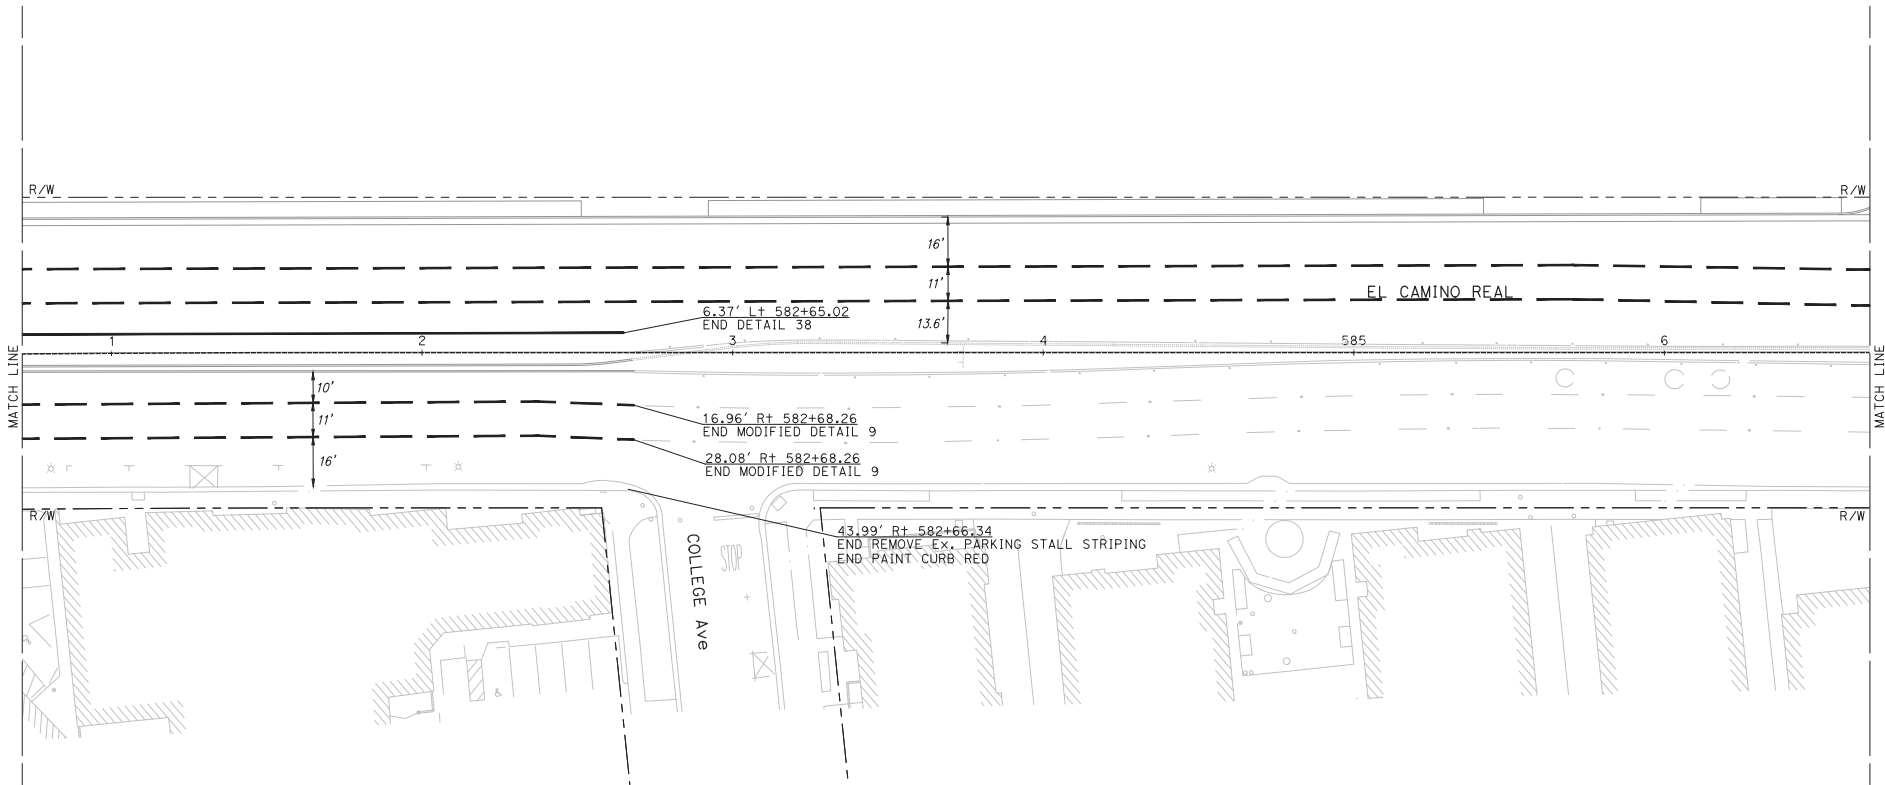 R/W
R/W
16'
11'
13.6'
EL CAMINO REAL
6.37' Lt 582+65.02
END DETAIL 38
1
2
3
4
585
6
MATCH LINE
MATCH LINE
10'
11'
16'
16.96' Rt 582+68.26
END MODIFIED DETAIL 9
28.08' Rt 582+68.26
END MODIFIED DETAIL 9
R/W
R/W
43.99' Rt 582+66.34
END REMOVE Ex. PARKING STALL STRIPING
END PAINT CURB RED
COLLEGE Ave
STOP